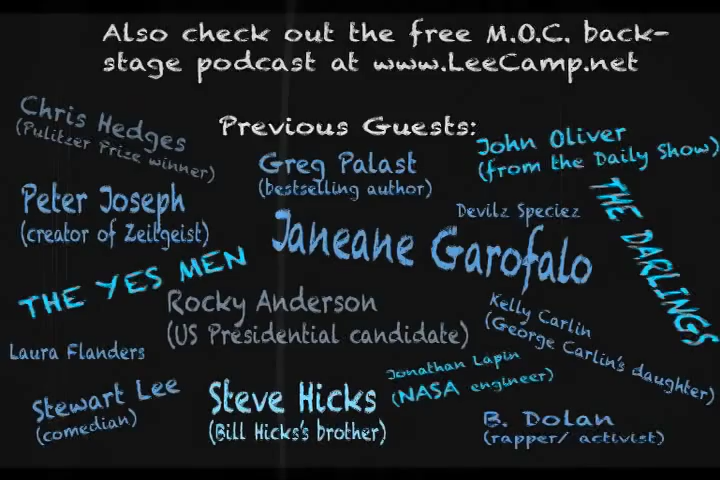 Also check out the free M.O.C. back-
stage podcast at www.LeeCamp.net
Previous Guests:
Chris Hedges
(Pulitzer Prize winner)
Greg Palast
(bestselling author)
John Oliver
(from the Daily Show)
Peter Joseph
(creator of Zeitgeist)
Devilz Speciez
Janeane Garofalo
THE DARLINGS
THE YES MEN
Rocky Anderson
(US Presidential candidate)
Kelly Carlin
(George Carlin's daughter)
Laura Flanders
Jonathan Lapin
(NASA engineer)
Stewart Lee
(comedian)
Steve Hicks
(Bill Hicks's brother)
B. Dolan
(rapper/ activist)